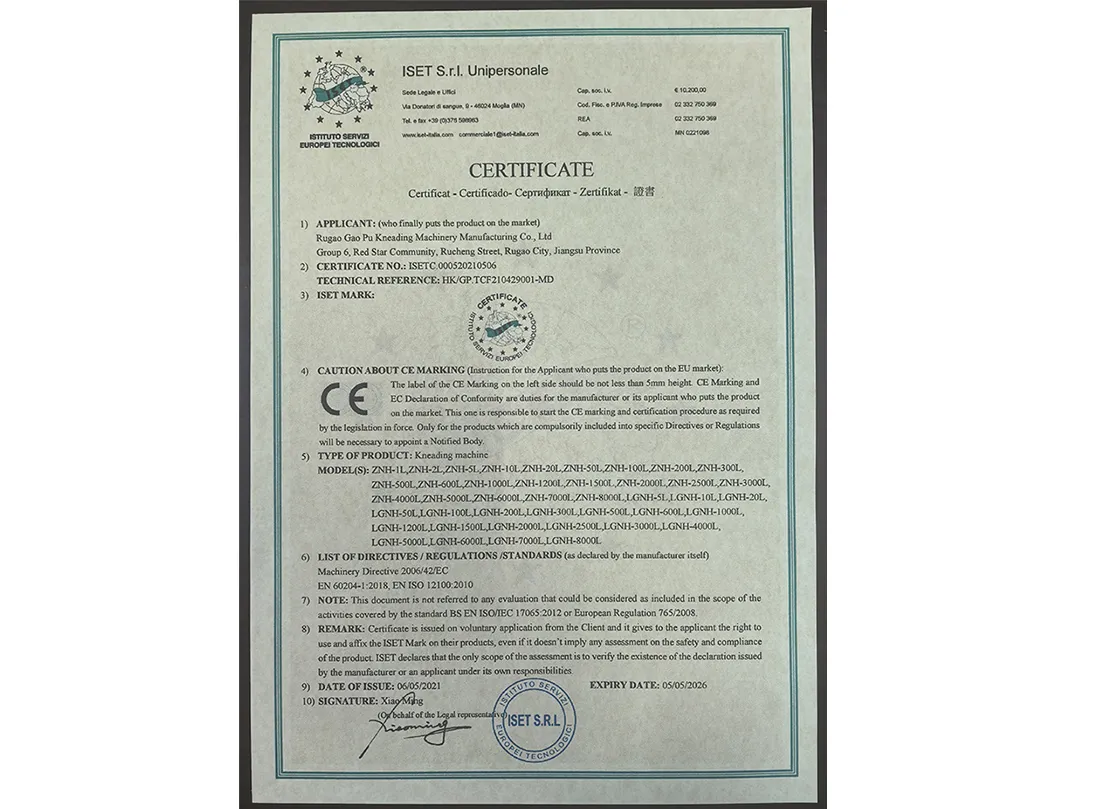 ISET S.r.l. Unipersonale
Sede Legale e Uffici
Via Donatori di sangue, 9 - 46024 Moglia (MN)
Tel. e fax +39 (0)376 598963
www.iset-italia.com commerciale1@iset-italia.com
Cap. soc. i.v. € 10.200,00
Cod. Fisc. e P.IVA Reg. Imprese 02 332 750 369
REA 02 332 750 369
Cap. soc. i.v. MN 0221098
ISET
ISTITUTO SERVIZI
EUROPEI TECNOLOGICI
CERTIFICATE
Certificat - Certificado- Сертификат - Zertifikat - 證書
1) APPLICANT: (who finally puts the product on the market)
Rugao Gao Pu Kneading Machinery Manufacturing Co., Ltd
Group 6, Red Star Community, Rucheng Street, Rugao City, Jiangsu Province
2) CERTIFICATE NO.: ISETC.000520210506
TECHNICAL REFERENCE: HK/GP.TCF210429001-MD
3) ISET MARK:
CERTIFICATE
ISTITUTO SERVIZI EUROPEI TECNOLOGICI
4) CAUTION ABOUT CE MARKING (Instruction for the Applicant who puts the product on the EU market):
CE
The label of the CE Marking on the left side should be not less than 5mm height. CE Marking and
EC Declaration of Conformity are duties for the manufacturer or its applicant who puts the product
on the market. This one is responsible to start the CE marking and certification procedure as required
by the legislation in force. Only for the products which are compulsorily included into specific Directives or Regulations
will be necessary to appoint a Notified Body.
5) TYPE OF PRODUCT: Kneading machine
MODEL(S): ZNH-1L,ZNH-2L,ZNH-5L,ZNH-10L,ZNH-20L,ZNH-50L,ZNH-100L,ZNH-200L,ZNH-300L,
ZNH-500L,ZNH-600L,ZNH-1000L,ZNH-1200L,ZNH-1500L,ZNH-2000L,ZNH-2500L,ZNH-3000L,
ZNH-4000L,ZNH-5000L,ZNH-6000L,ZNH-7000L,ZNH-8000L,LGNH-5L,LGNH-10L,LGNH-20L,
LGNH-50L,LGNH-100L,LGNH-200L,LGNH-300L,LGNH-500L,LGNH-600L,LGNH-1000L,
LGNH-1200L,LGNH-1500L,LGNH-2000L,LGNH-2500L,LGNH-3000L,LGNH-4000L,
LGNH-5000L,LGNH-6000L,LGNH-7000L,LGNH-8000L
6) LIST OF DIRECTIVES / REGULATIONS /STANDARDS (as declared by the manufacturer itself)
Machinery Directive 2006/42/EC
EN 60204-1:2018, EN ISO 12100:2010
7) NOTE: This document is not referred to any evaluation that could be considered as included in the scope of the
activities covered by the standard BS EN ISO/IEC 17065:2012 or European Regulation 765/2008.
8) REMARK: Certificate is issued on voluntary application from the Client and it gives to the applicant the right to
use and affix the ISET Mark on their products, even if it doesn't imply any assessment on the safety and compliance
of the product. ISET declares that the only scope of the assessment is to verify the existence of the declaration issued
by the manufacturer or an applicant under its own responsibilities.
9) DATE OF ISSUE: 06/05/2021 EXPIRY DATE: 05/05/2026
10) SIGNATURE: Xiao Ming
(On behalf of the Legal representative)
Xiaoming
ISTITUTO SERVIZI
ISET S.R.L
EUROPEI TECNOLOGICI